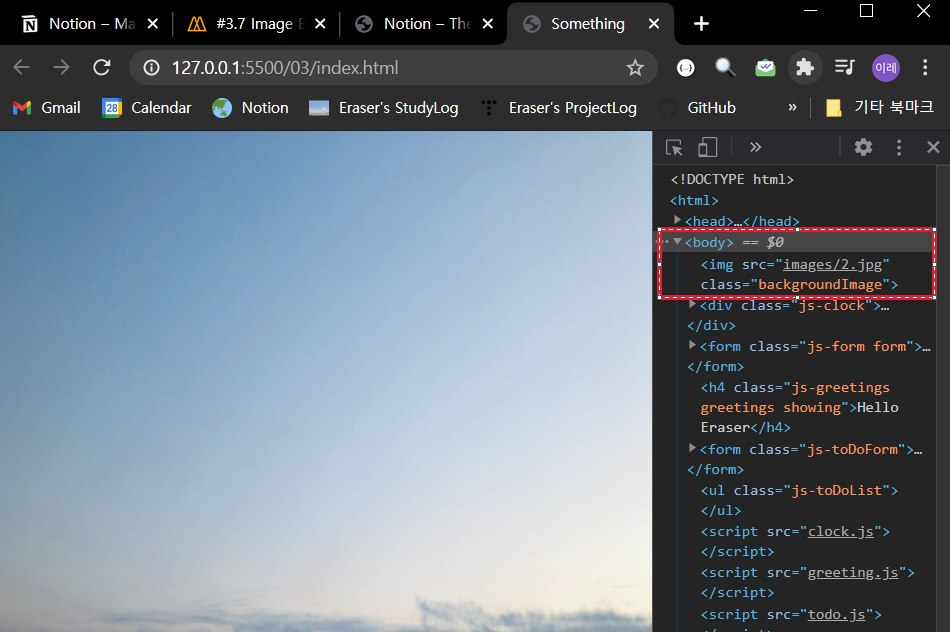 Notion – Ma
#3.7 Image B
Notion – The
Something
127.0.0.1:5500/03/index.html
이레
Gmail
28
Calendar
Notion
Eraser's StudyLog
Eraser's ProjectLog
GitHub
»
기타 북마크
»
<!DOCTYPE html>
<html>
<head>…</head>
<body> == $0
<img src="images/2.jpg"
class="backgroundImage">
<div class="js-clock">…
</div>
<form class="js-form form">…
</form>
<h4 class="js-greetings
greetings showing">Hello
Eraser</h4>
<form class="js-toDoForm">…
</form>
<ul class="js-toDoList">
</ul>
<script src="clock.js">
</script>
<script src="greeting.js">
</script>
<script src="todo.js">